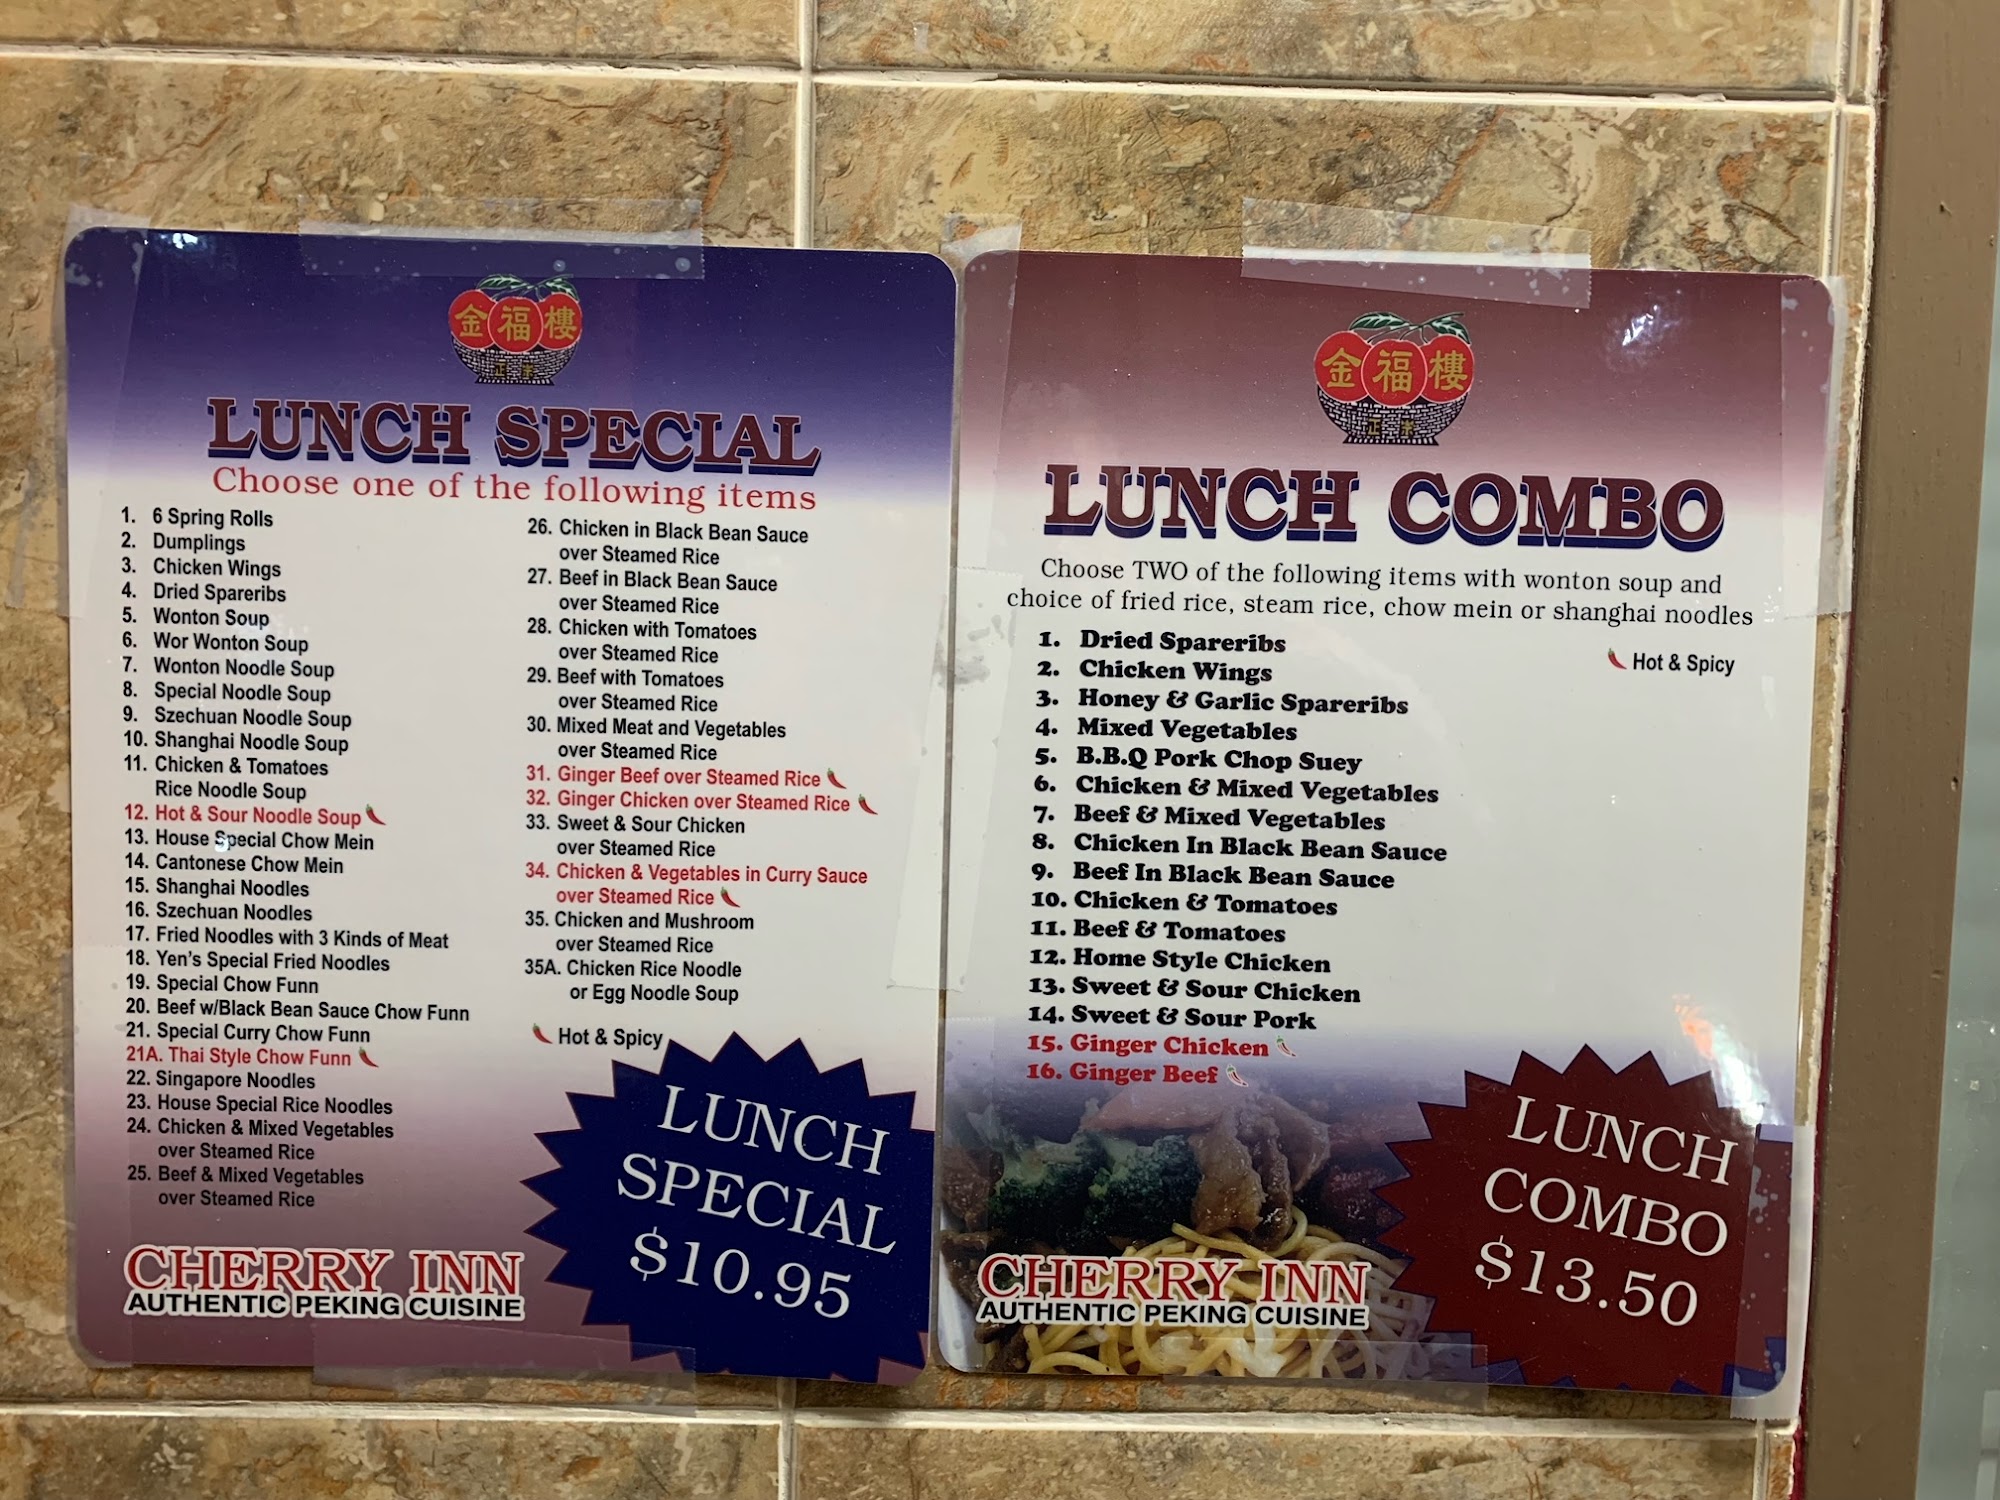 金福樓
正宗
LUNCH SPECIAL
Choose one of the following items
1. 6 Spring Rolls
2. Dumplings
3. Chicken Wings
4. Dried Spareribs
5. Wonton Soup
6. Wor Wonton Soup
7. Wonton Noodle Soup
8. Special Noodle Soup
9. Szechuan Noodle Soup
10. Shanghai Noodle Soup
11. Chicken & Tomatoes
Rice Noodle Soup
12. Hot & Sour Noodle Soup
13. House Special Chow Mein
14. Cantonese Chow Mein
15. Shanghai Noodles
16. Szechuan Noodles
17. Fried Noodles with 3 Kinds of Meat
18. Yen's Special Fried Noodles
19. Special Chow Funn
20. Beef w/Black Bean Sauce Chow Funn
21. Special Curry Chow Funn
21A. Thai Style Chow Funn
22. Singapore Noodles
23. House Special Rice Noodles
24. Chicken & Mixed Vegetables
over Steamed Rice
25. Beef & Mixed Vegetables
over Steamed Rice
26. Chicken in Black Bean Sauce
over Steamed Rice
27. Beef in Black Bean Sauce
over Steamed Rice
28. Chicken with Tomatoes
over Steamed Rice
29. Beef with Tomatoes
over Steamed Rice
30. Mixed Meat and Vegetables
over Steamed Rice
31. Ginger Beef over Steamed Rice
32. Ginger Chicken over Steamed Rice
33. Sweet & Sour Chicken
over Steamed Rice
34. Chicken & Vegetables in Curry Sauce
over Steamed Rice
35. Chicken and Mushroom
over Steamed Rice
35A. Chicken Rice Noodle
or Egg Noodle Soup
Hot & Spicy
LUNCH
SPECIAL
$10.95
CHERRY INN
AUTHENTIC PEKING CUISINE
金福樓
正宗
LUNCH COMBO
Choose TWO of the following items with wonton soup and
choice of fried rice, steam rice, chow mein or shanghai noodles
Hot & Spicy
1. Dried Spareribs
2. Chicken Wings
3. Honey & Garlic Spareribs
4. Mixed Vegetables
5. B.B.Q Pork Chop Suey
6. Chicken & Mixed Vegetables
7. Beef & Mixed Vegetables
8. Chicken In Black Bean Sauce
9. Beef In Black Bean Sauce
10. Chicken & Tomatoes
11. Beef & Tomatoes
12. Home Style Chicken
13. Sweet & Sour Chicken
14. Sweet & Sour Pork
15. Ginger Chicken
16. Ginger Beef
LUNCH
COMBO
$13.50
CHERRY INN
AUTHENTIC PEKING CUISINE